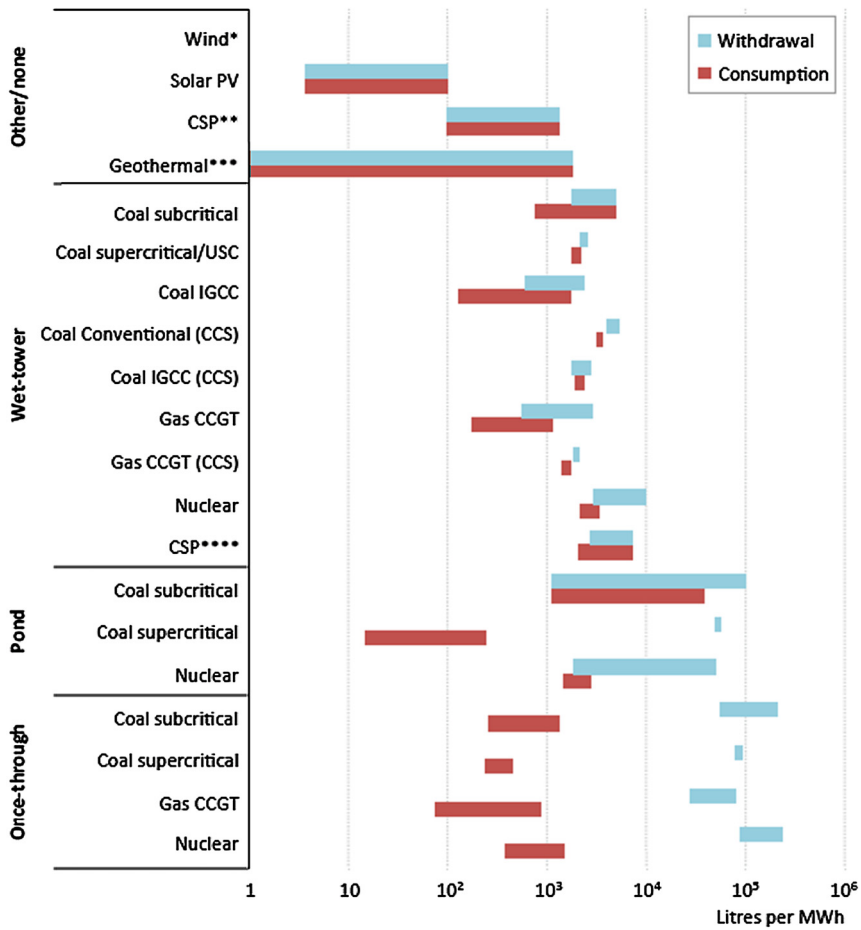 Withdrawal
Consumption
Other/none
Wind*
Solar PV
CSP**
Geothermal***
Wet-tower
Coal subcritical
Coal supercritical/USC
Coal IGCC
Coal Conventional (CCS)
Coal IGCC (CCS)
Gas CCGT
Gas CCGT (CCS)
Nuclear
CSP****
Pond
Coal subcritical
Coal supercritical
Nuclear
Once-through
Coal subcritical
Coal supercritical
Gas CCGT
Nuclear
1 10 10² 10³ 10⁴ 10⁵ 10⁶
Litres per MWh